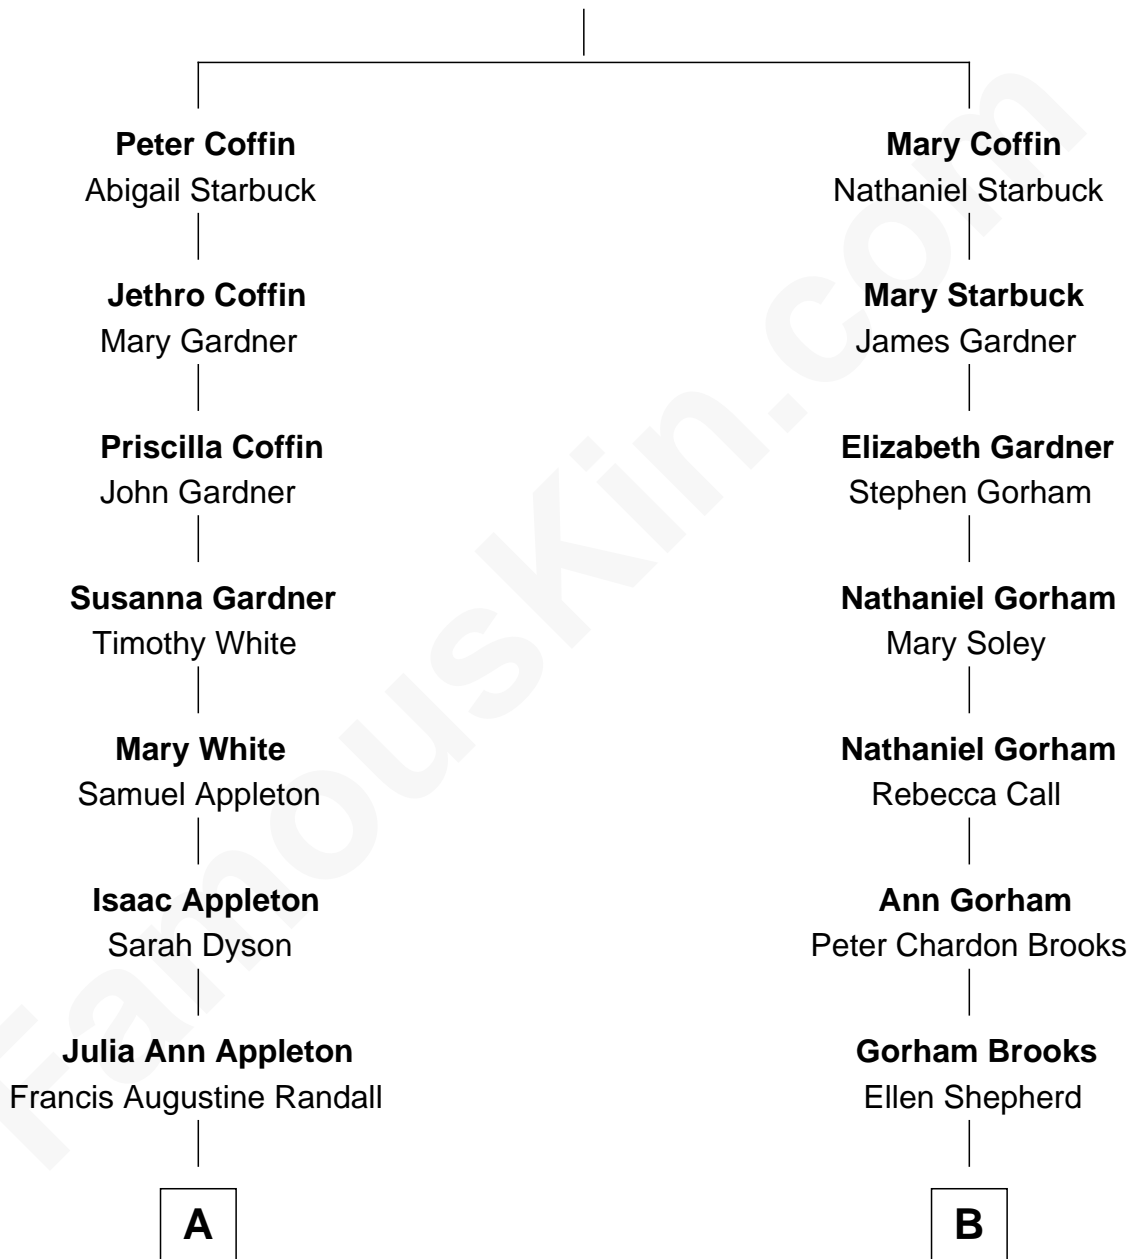 Peter Coffin
Abigail Starbuck
Jethro Coffin
Mary Gardner
Priscilla Coffin
John Gardner
Susanna Gardner
Timothy White
Mary White
Samuel Appleton
Isaac Appleton
Sarah Dyson
Julia Ann Appleton
Francis Augustine Randall
A
Mary Coffin
Nathaniel Starbuck
Mary Starbuck
James Gardner
Elizabeth Gardner
Stephen Gorham
Nathaniel Gorham
Mary Soley
Nathaniel Gorham
Rebecca Call
Ann Gorham
Peter Chardon Brooks
Gorham Brooks
Ellen Shepherd
B
FamousKin.com